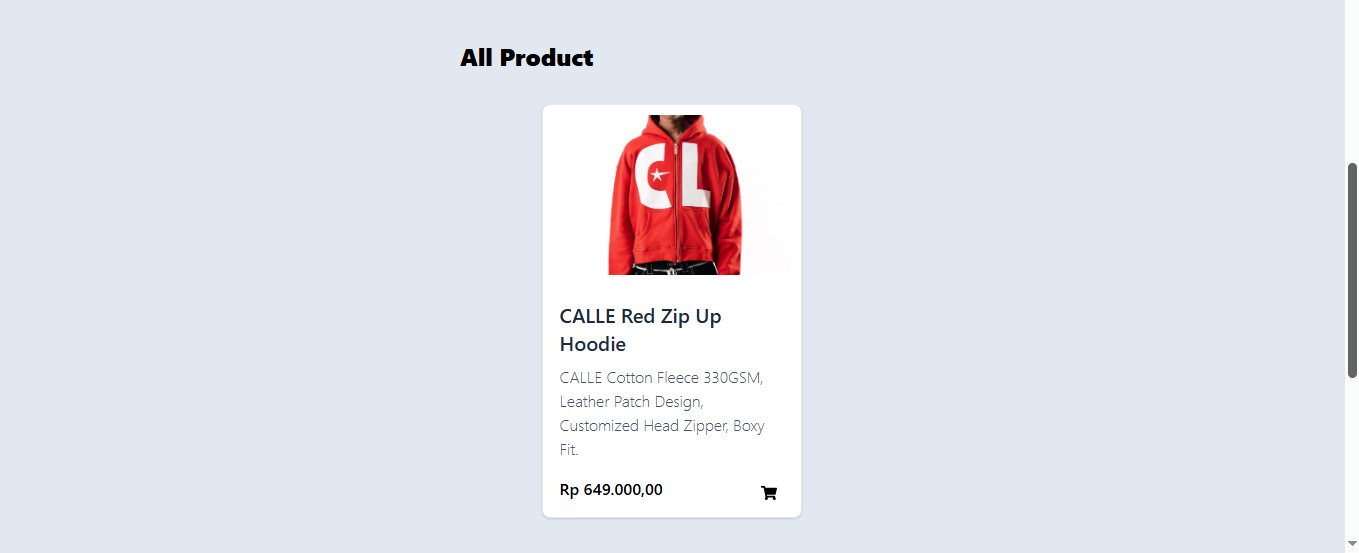 All Product
CL
CALLE Red Zip Up
Hoodie
CALLE Cotton Fleece 330GSM,
Leather Patch Design,
Customized Head Zipper, Boxy
Fit.
Rp 649.000,00